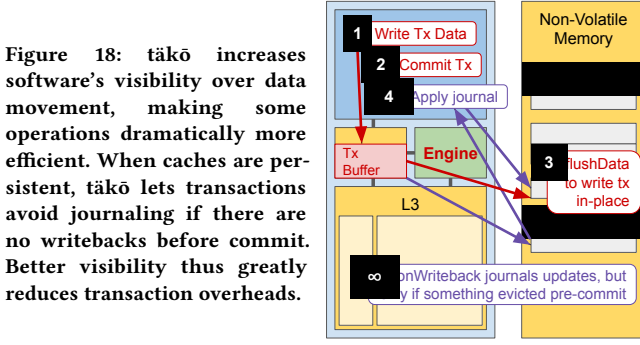 Figure 18: täkō increases
software's visibility over data
movement, making some
operations dramatically more
efficient. When caches are per-
sistent, täkō lets transactions
avoid journaling if there are
no writebacks before commit.
Better visibility thus greatly
reduces transaction overheads.
1 Write Tx Data
2 Commit Tx
4 Apply journal
Tx
Buffer
Engine
L3
Non-Volatile
Memory
3 flushData
to write tx
in-place
∞ onWriteback journals updates, but
if something evicted pre-commit